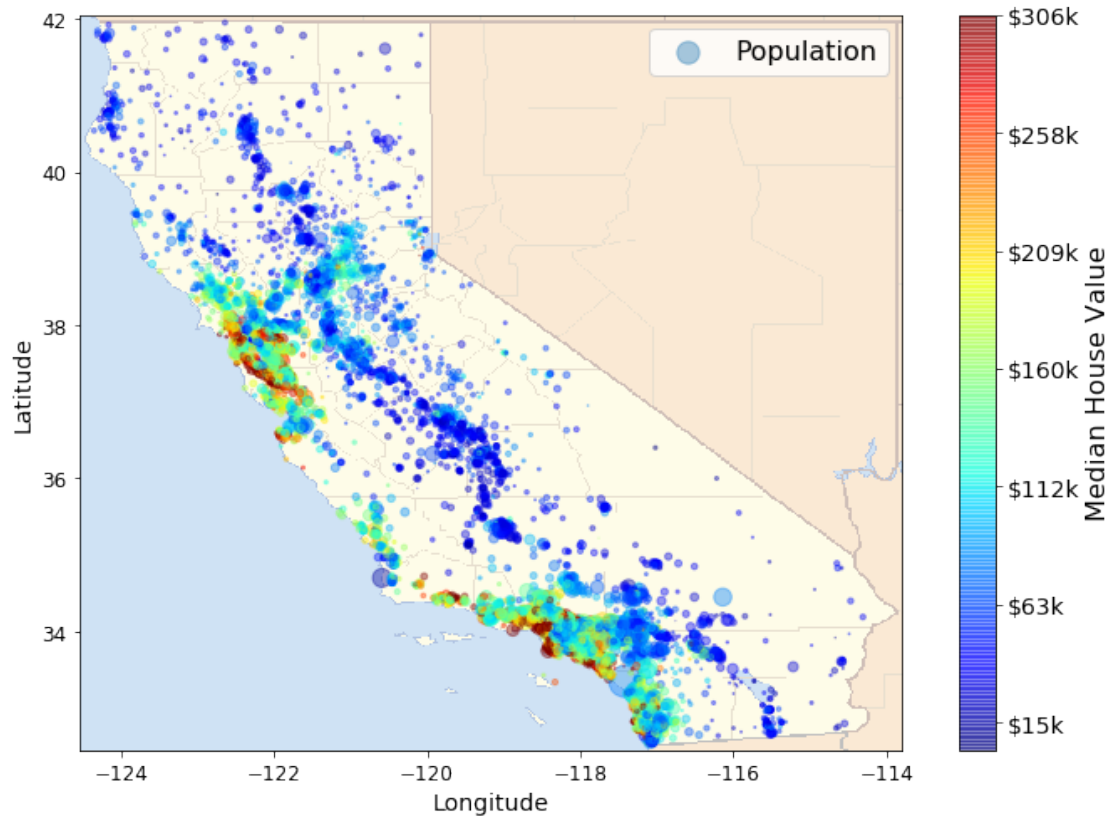 42
40
38
36
34
Latitude
−124
−122
−120
−118
−116
−114
Longitude
Population
$306k
$258k
$209k
$160k
$112k
$63k
$15k
Median House Value